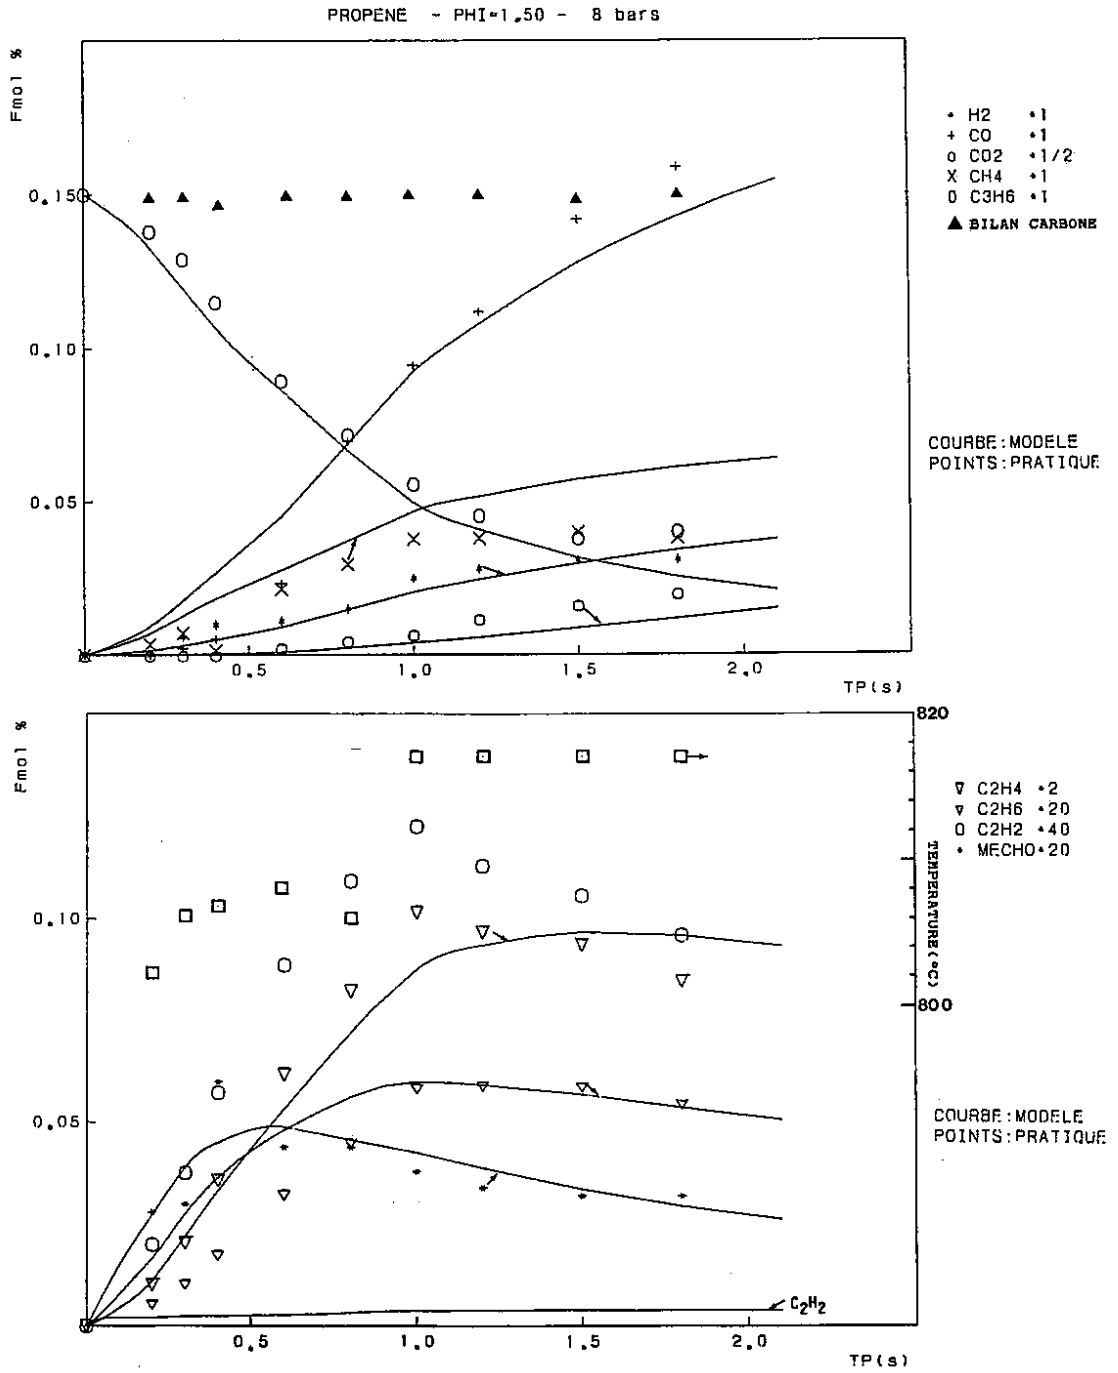 PROPENE - PHI=1.50 - 8 bars
Fmol %
* H2 *1
+ CO *1
O CO2 *1/2
X CH4 *1
O C3H6 *1
▲ BILAN CARBONE
0.15
0.10
0.05
COURBE:MODELE
POINTS:PRATIQUE
0.5
1.0
1.5
2.0
TP(s)
Fmol %
820
▽ C2H4 *2
▽ C2H6 *20
O C2H2 *40
* MECHO*20
TEMPERATURE(°C)
0.10
800
0.05
COURBE:MODELE
POINTS:PRATIQUE
C₂H₂
0.5
1.0
1.5
2.0
TP(s)